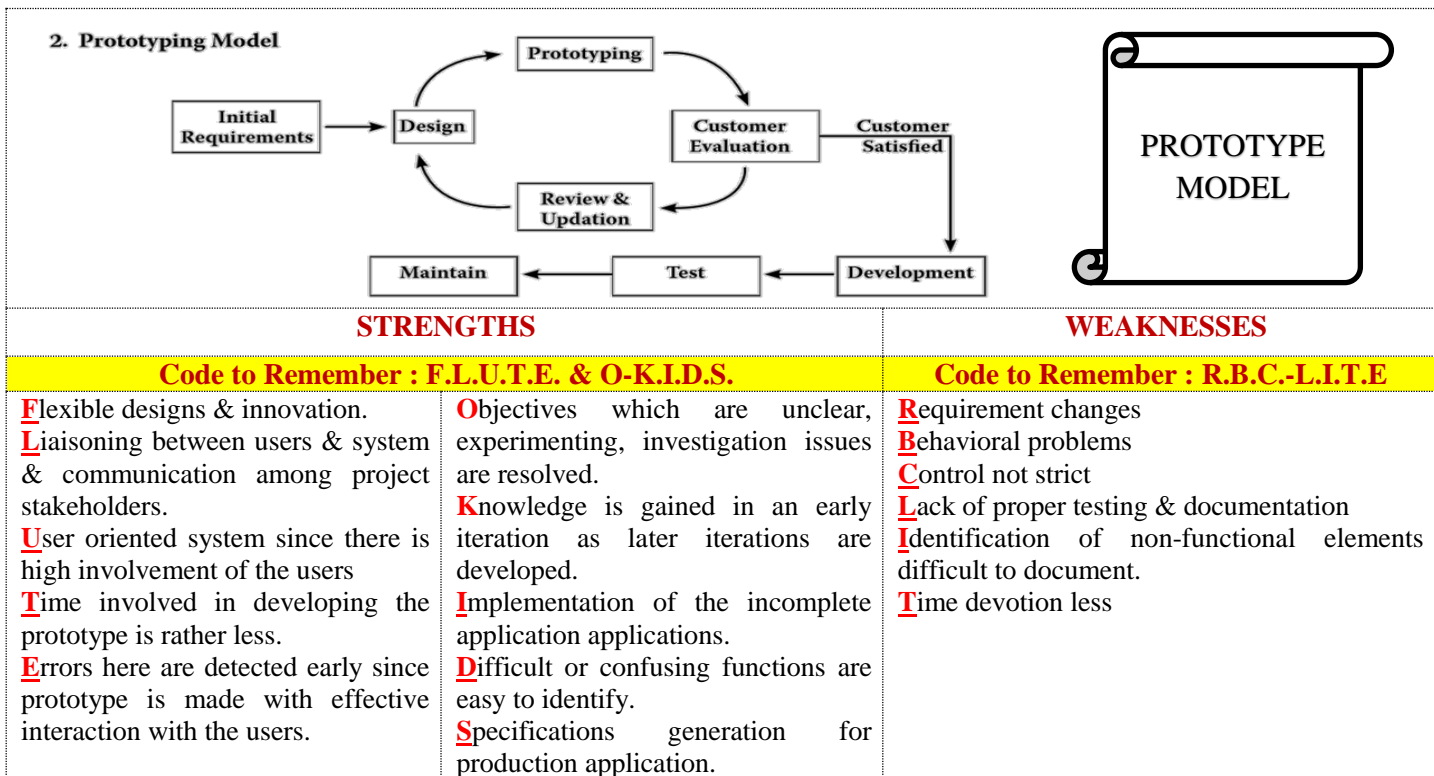 2. Prototyping Model
Prototyping
Initial
Requirements
Design
Customer
Evaluation
Customer
Satisfied
Review &
Updation
Maintain
Test
Development
PROTOTYPE
MODEL
STRENGTHS
WEAKNESSES
Code to Remember : F.L.U.T.E. & O-K.I.D.S.
Code to Remember : R.B.C.-L.I.T.E
Flexible designs & innovation.
Liaisoning between users & system
& communication among project
stakeholders.
User oriented system since there is
high involvement of the users
Time involved in developing the
prototype is rather less.
Errors here are detected early since
prototype is made with effective
interaction with the users.
Objectives which are unclear,
experimenting, investigation issues
are resolved.
Knowledge is gained in an early
iteration as later iterations are
developed.
Implementation of the incomplete
application applications.
Difficult or confusing functions are
easy to identify.
Specifications generation for
production application.
Requirement changes
Behavioral problems
Control not strict
Lack of proper testing & documentation
Identification of non-functional elements
difficult to document.
Time devotion less